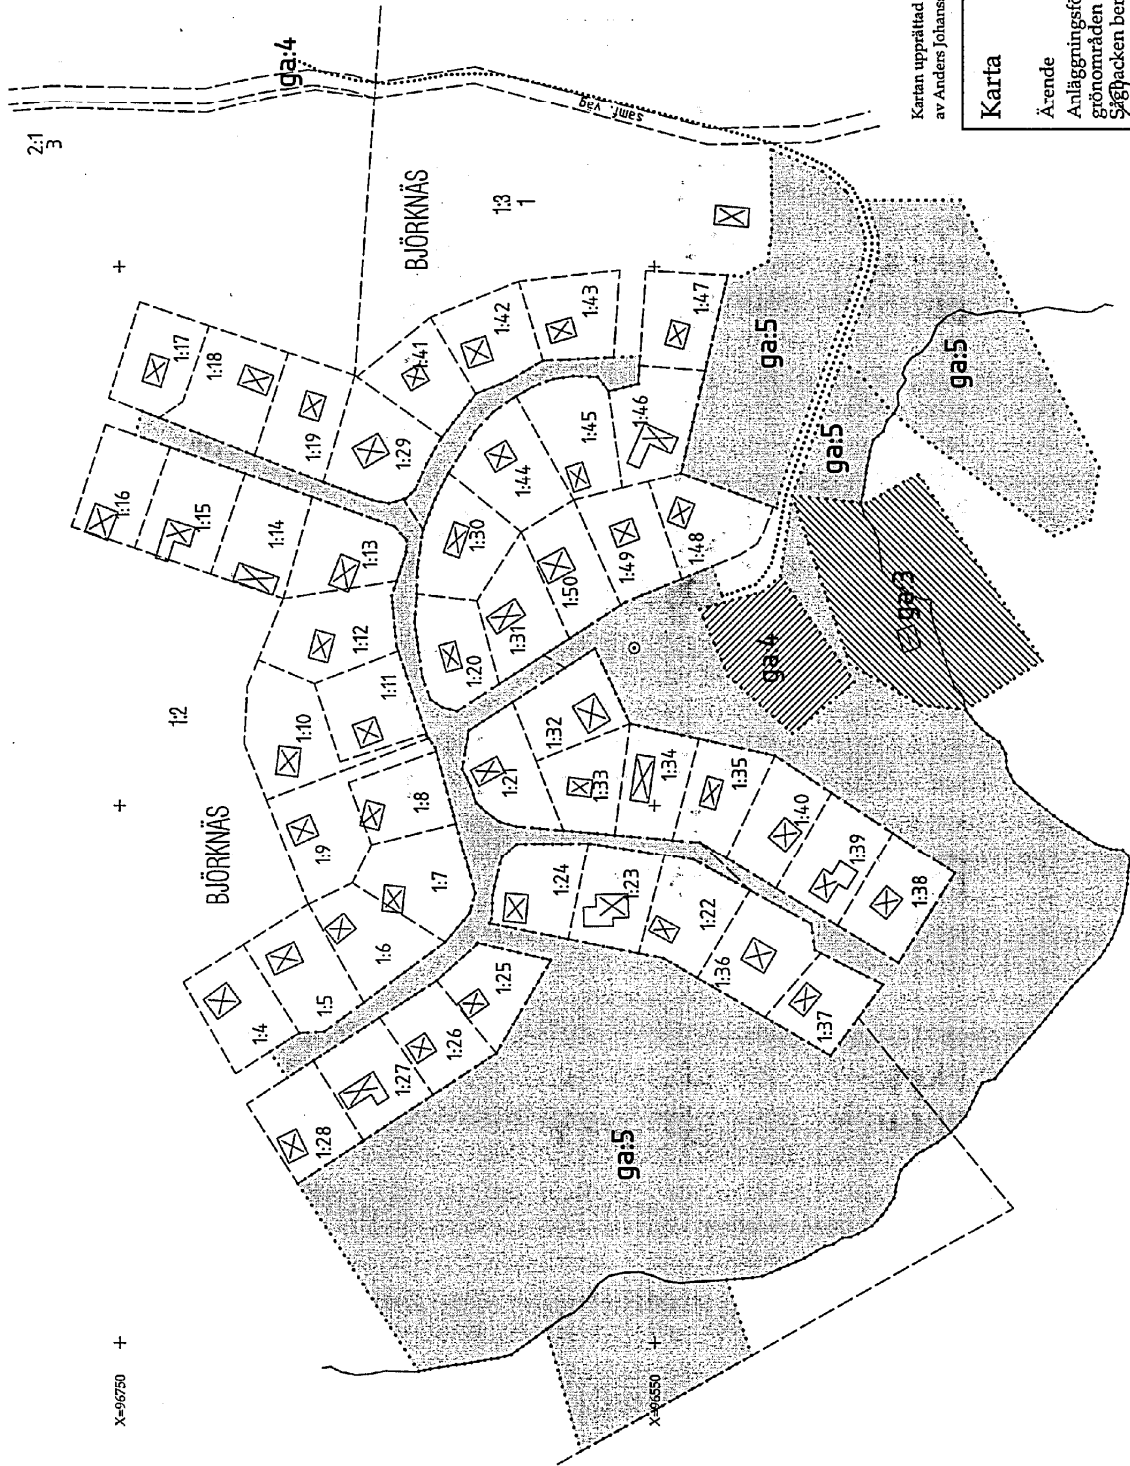 2:1
3
ga:4
samf. väg
BJÖRKNÄS
1:3
1
Kartan upprättad
av Anders Johanss
Karta
Ärende
Anläggningsfö
grönområden
Sågbacken ber
1:17
1:18
1:19
1:16
1:15
1:14
1:13
1:12
1:11
1:10
1:2
BJÖRKNÄS
1:9
1:8
1:7
1:6
1:5
1:4
1:28
1:27
1:26
1:25
1:29
1:41
1:42
1:43
1:47
1:46
1:45
1:44
1:30
1:20
1:31
1:50
1:49
1:48
1:21
1:32
1:33
1:34
1:35
1:40
1:39
1:38
1:24
1:23
1:22
1:36
1:37
ga:5
ga:5
ga:5
ga:4
ga:3
ga:5
X=96750
X=96550